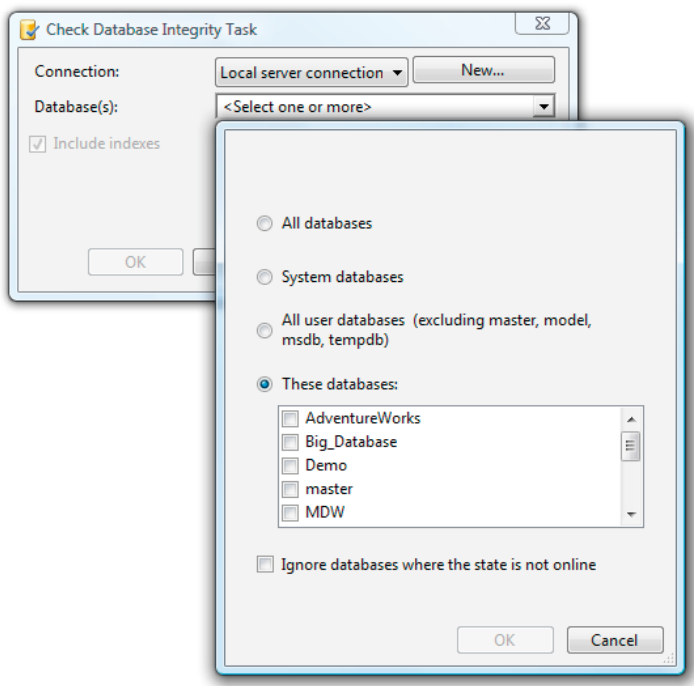 Check Database Integrity Task
Connection:
Local server connection
New...
Database(s):
<Select one or more>
Include indexes
OK
All databases
System databases
All user databases (excluding master, model,
msdb, tempdb)
These databases:
AdventureWorks
Big_Database
Demo
master
MDW
Ignore databases where the state is not online
OK
Cancel